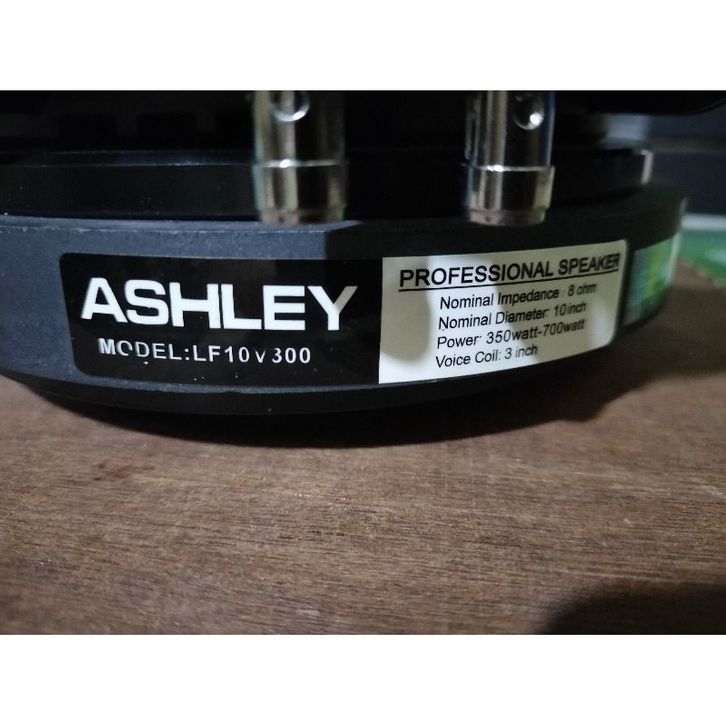 ASHLEY
MODEL:LF10V300
PROFESSIONAL SPEAKER
Nominal Impedance : 8 ohm
Nominal Diameter: 10inch
Power: 350watt-700watt
Voice Coil: 3 inch